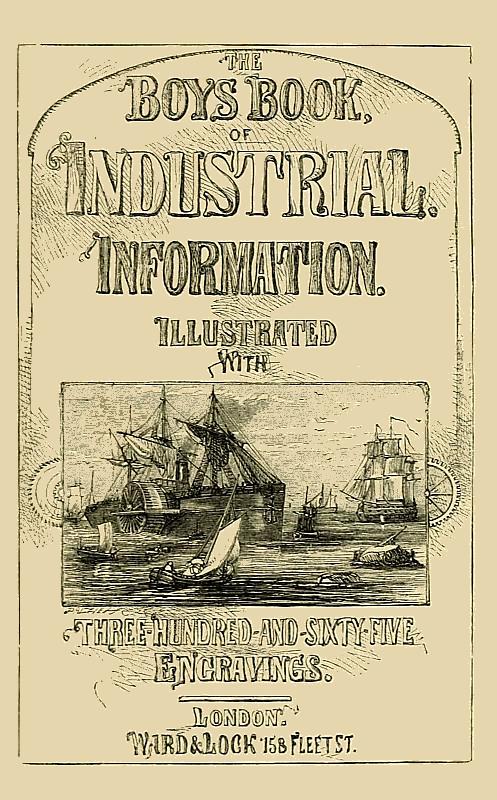 THE
BOYS BOOK,
OF
INDUSTRIAL.
INFORMATION.
ILLUSTRATED
WITH
THREE-HUNDRED-AND-SIXTY-FIVE
ENGRAVINGS.
LONDON:
WARD & LOCK 158 FLEET ST.